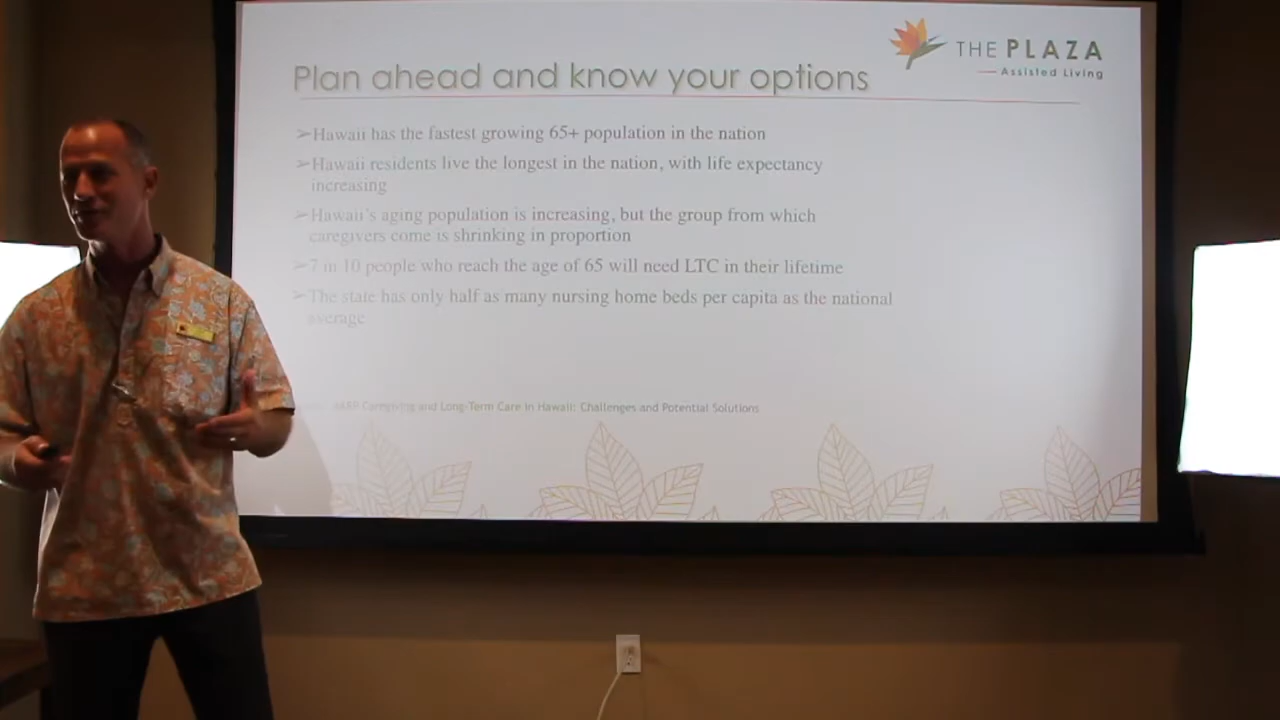 THE PLAZA
Assisted Living
Plan ahead and know your options
➢Hawaii has the fastest growing 65+ population in the nation
➢Hawaii residents live the longest in the nation, with life expectancy
increasing
➢Hawaii's aging population is increasing, but the group from which
caregivers come is shrinking in proportion
➢7 in 10 people who reach the age of 65 will need LTC in their lifetime
➢The state has only half as many nursing home beds per capita as the national
average
AARP Caregiving and Long-Term Care in Hawaii: Challenges and Potential Solutions